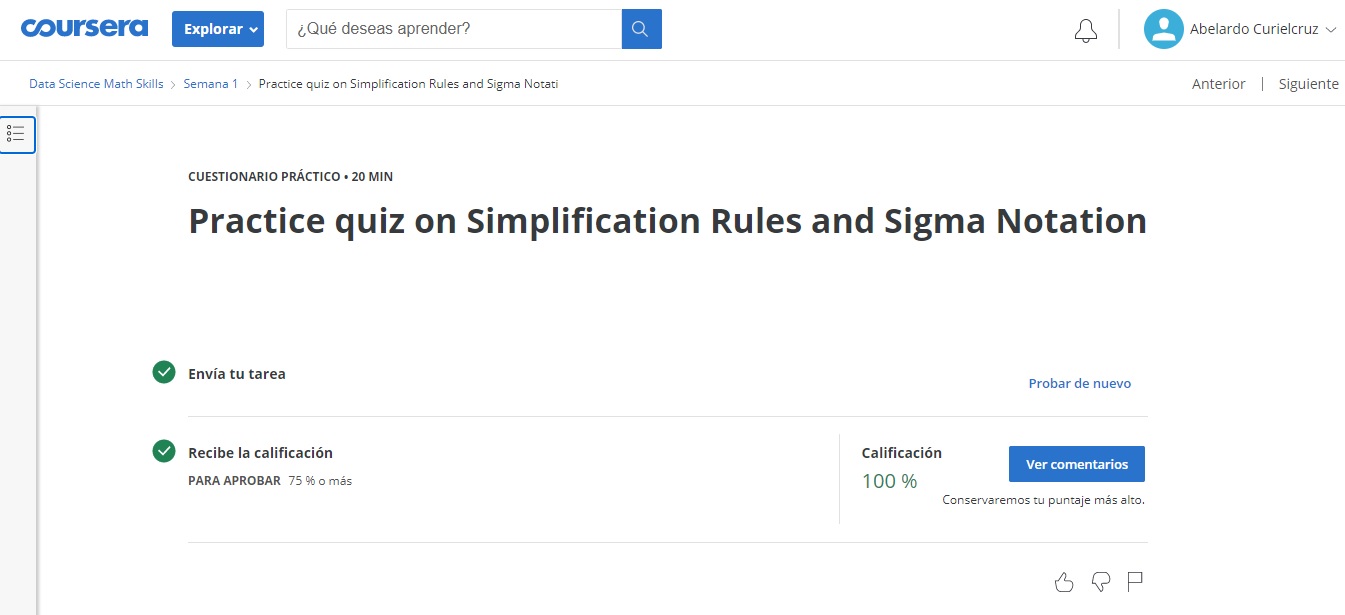 coursera
Explorar
¿Qué deseas aprender?
Abelardo Curielcruz
Data Science Math Skills > Semana 1 > Practice quiz on Simplification Rules and Sigma Notati
Anterior | Siguiente
CUESTIONARIO PRÁCTICO • 20 MIN
Practice quiz on Simplification Rules and Sigma Notation
Envía tu tarea
Probar de nuevo
Recibe la calificación
PARA APROBAR 75 % o más
Calificación
100 %
Ver comentarios
Conservaremos tu puntaje más alto.